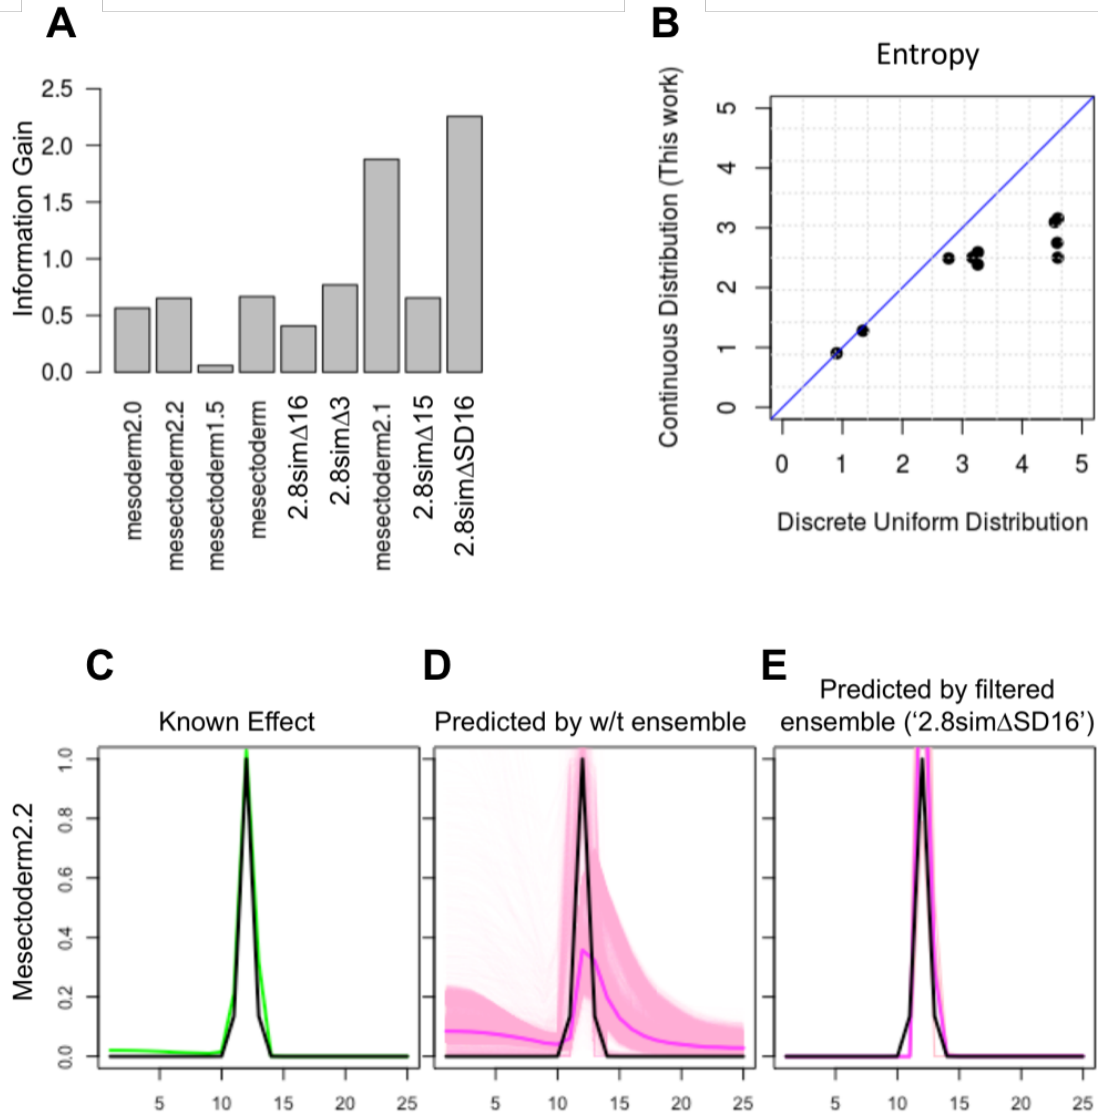 A
Information Gain
2.5
2.0
1.5
1.0
0.5
0.0
mesoderm2.0
mesectoderm2.2
mesectoderm1.5
mesectoderm
2.8simΔ16
2.8simΔ3
mesectoderm2.1
2.8simΔ15
2.8simΔSD16
B
Entropy
Continuous Distribution (This work)
5
4
3
2
1
0
0 1 2 3 4 5
Discrete Uniform Distribution
C
Known Effect
Mesectoderm2.2
1.0
0.8
0.6
0.4
0.2
0.0
5 10 15 20 25
D
Predicted by w/t ensemble
5 10 15 20 25
E
Predicted by filtered
ensemble (‘2.8simΔSD16’)
5 10 15 20 25